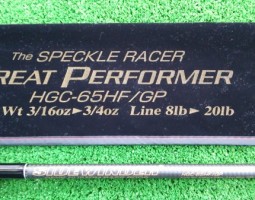 The SPECKLE RACER
REAT PERFORMER
HGC-65HF/GP
Wt 3/16oz►3/4oz Line 8lb► 20lb